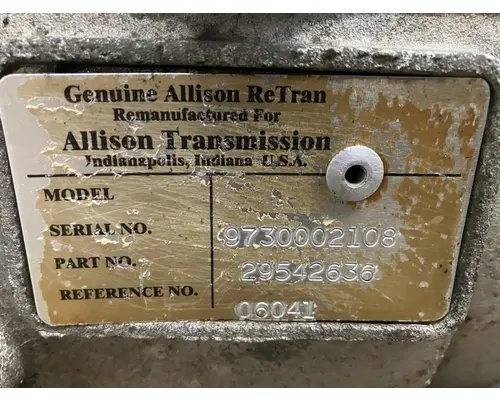 Genuine Allison ReTran
Remanufactured For
Allison Transmission
Indianapolis, Indiana U.S.A.
MODEL
SERIAL NO. 9730002108
PART NO. 29542636
REFERENCE NO. 06041